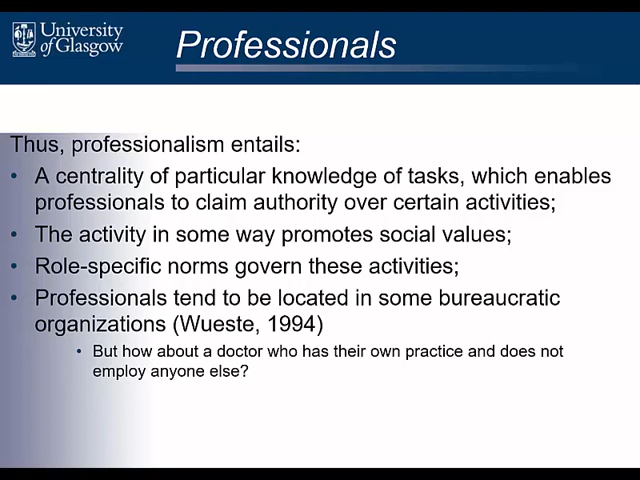 University
of Glasgow
Professionals
Thus, professionalism entails:
• A centrality of particular knowledge of tasks, which enables
professionals to claim authority over certain activities;
• The activity in some way promotes social values;
• Role-specific norms govern these activities;
• Professionals tend to be located in some bureaucratic
organizations (Wueste, 1994)
• But how about a doctor who has their own practice and does not
employ anyone else?